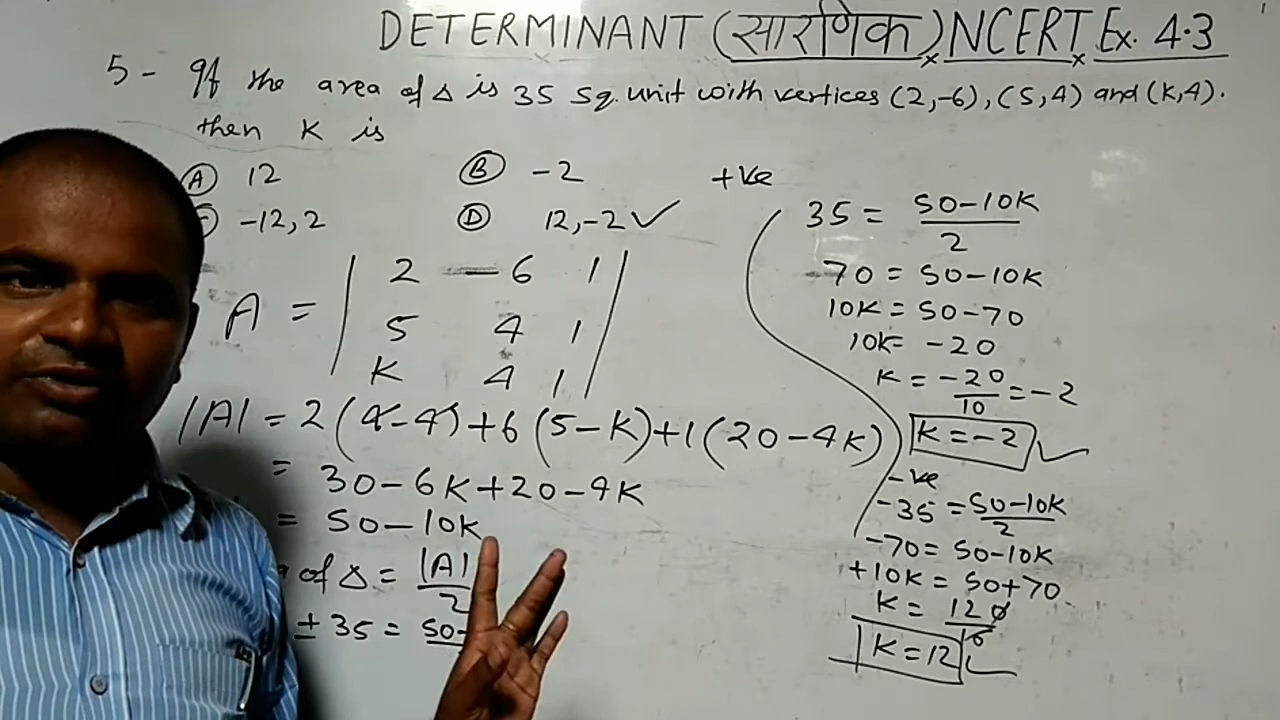 DETERMINANT (सारणिक) NCERT Ex. 4.3
5 - If the area of Δ is 35 sq. unit with vertices (2,-6), (5,4) and (K,4).
then K is
(A) 12 (B) -2
-12, 2 (D) 12, -2 ✓
A = | 2 -6 1 |
5 4 1
K 4 1
|A| = 2(4-4)+6(5-K)+1(20-4K)
= 30-6K+20-4K
= 50-10K
of Δ = |A|/2
± 35 = 50-
+ve
35 = 50-10K/2
70 = 50-10K
10K = 50-70
10K = -20
K = -20/10 = -2
K = -2 ✓
-ve
-35 = 50-10K/2
-70 = 50-10K
+10K = 50+70
K = 120/10
K = 12 ✓